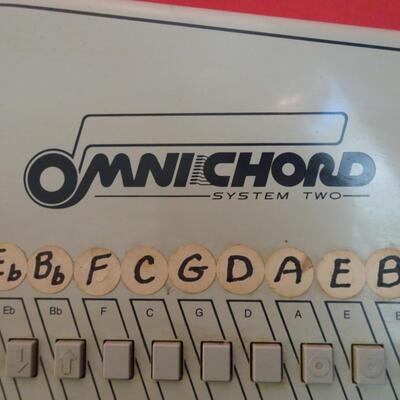 OMNICHORD
SYSTEM TWO
Eb Bb F C G D A E B
Eb Bb F C G D A E